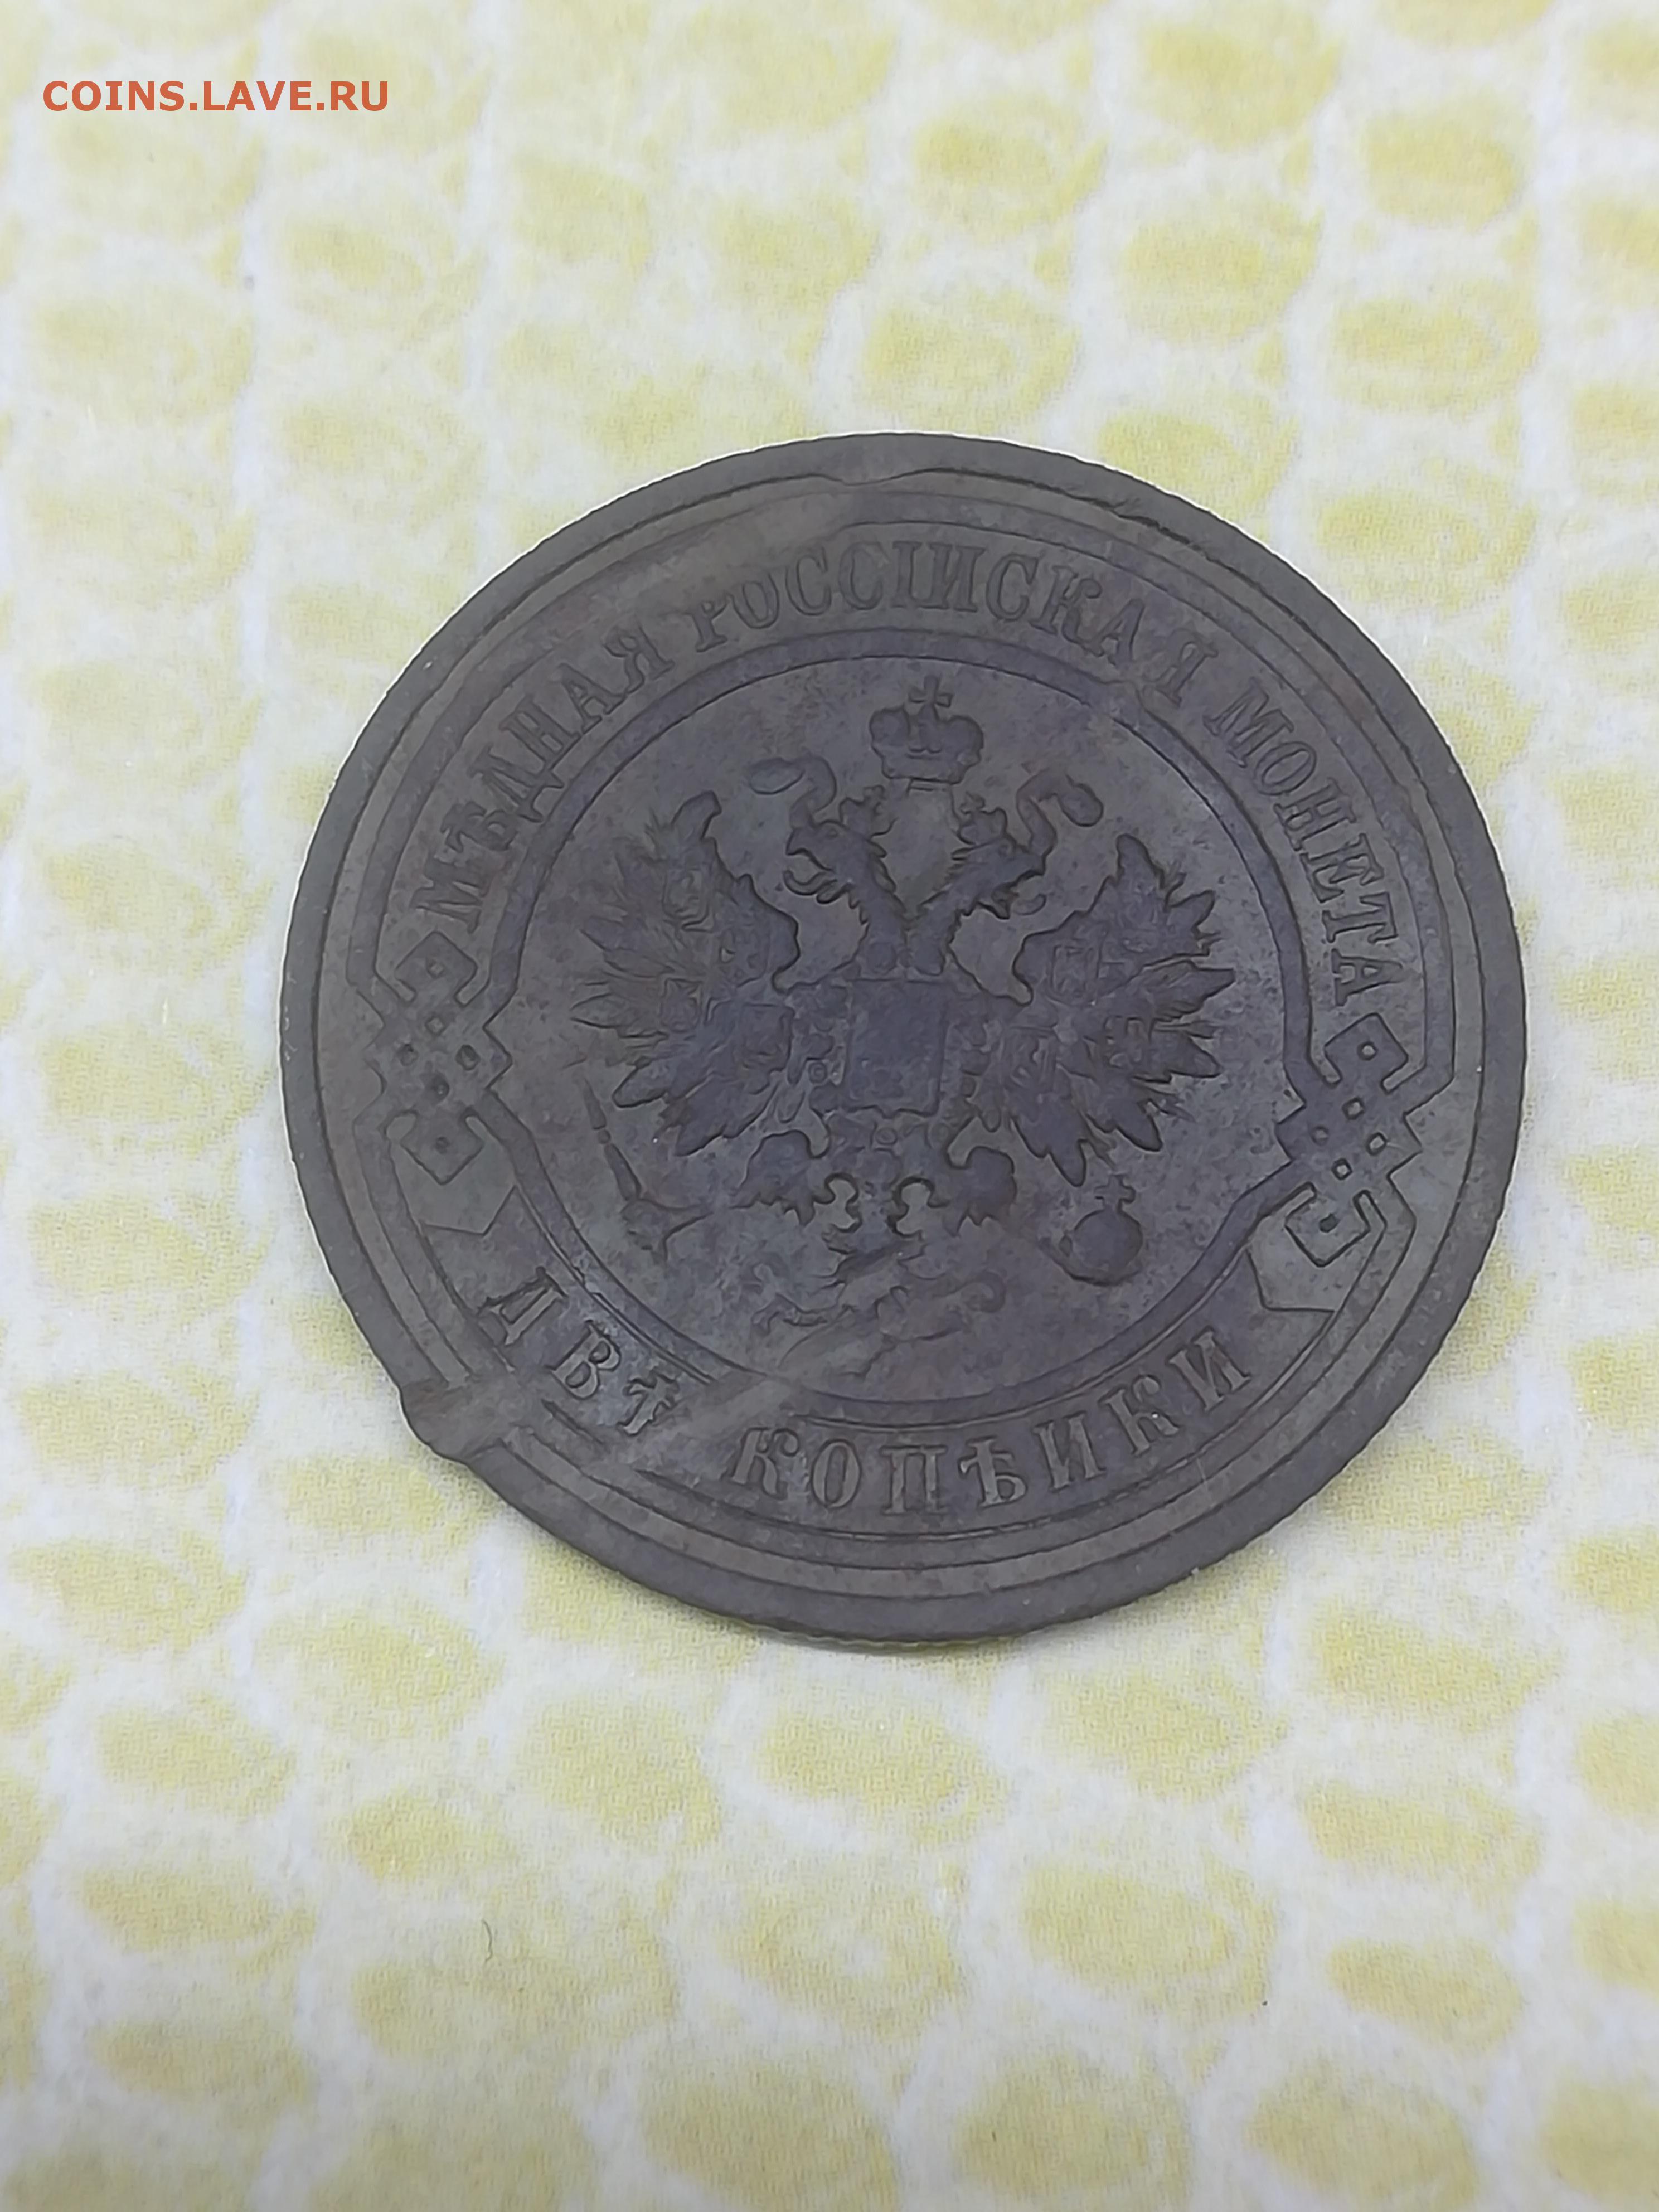 COINS.LAVE.RU
МѢДНАЯ РОССІЙСКАЯ МОНЕТА
ДВѢ КОПѢЙКИ